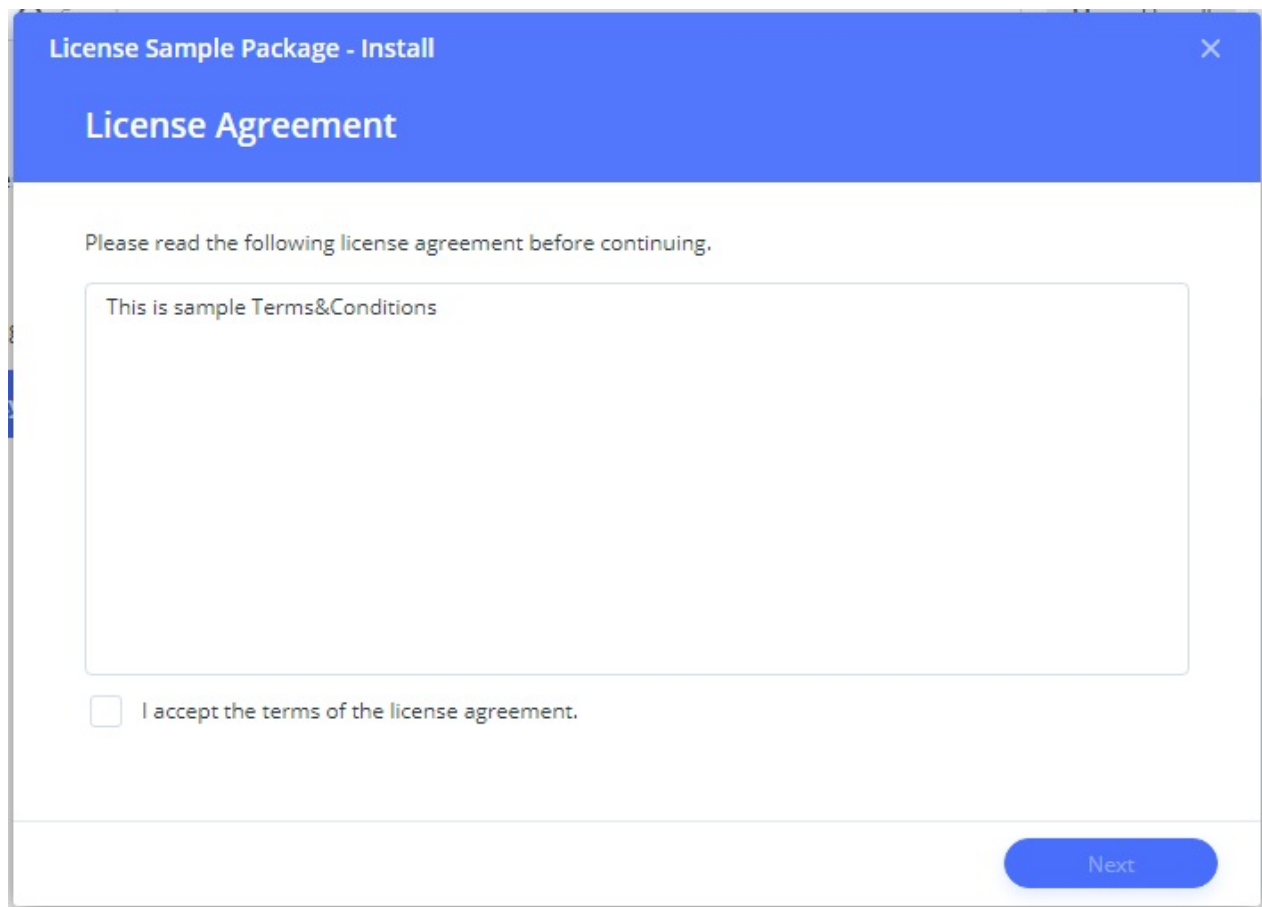 License Sample Package - Install
License Agreement
Please read the following license agreement before continuing.
This is sample Terms&Conditions
I accept the terms of the license agreement.
Next